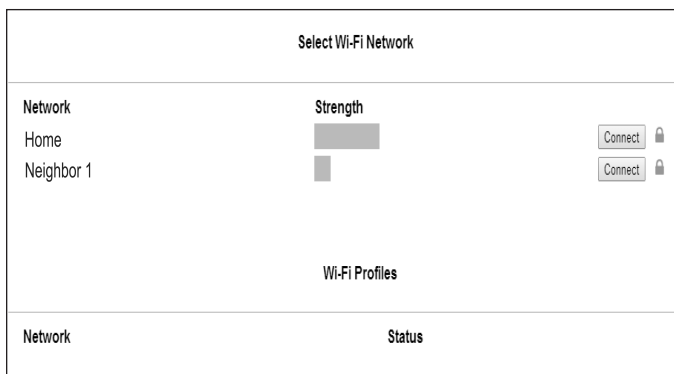 Select Wi-Fi Network
Network Strength
Home Connect
Neighbor 1 Connect
Wi-Fi Profiles
Network Status